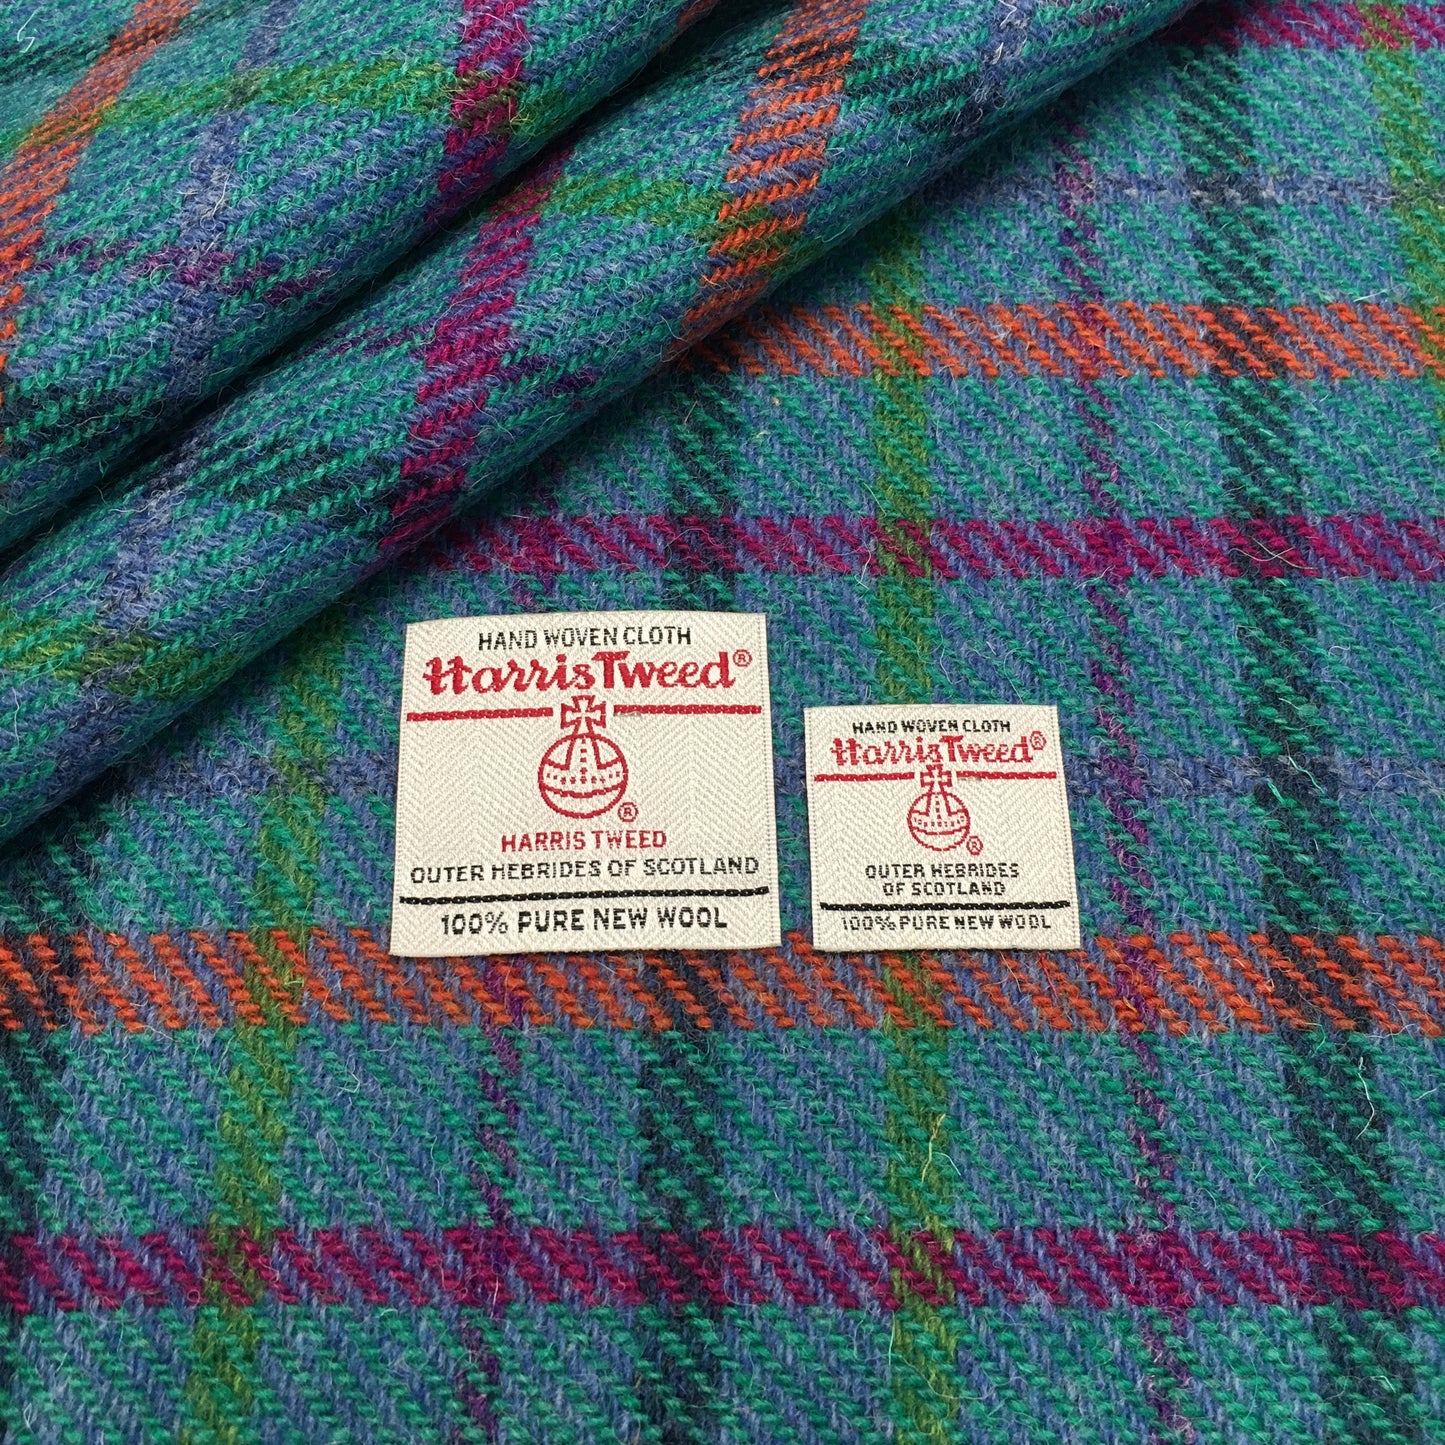 HAND WOVEN CLOTH
Harris Tweed®
®
HARRIS TWEED
OUTER HEBRIDES OF SCOTLAND
100% PURE NEW WOOL
HAND WOVEN CLOTH
Harris Tweed®
®
OUTER HEBRIDES
OF SCOTLAND
100% PURE NEW WOOL